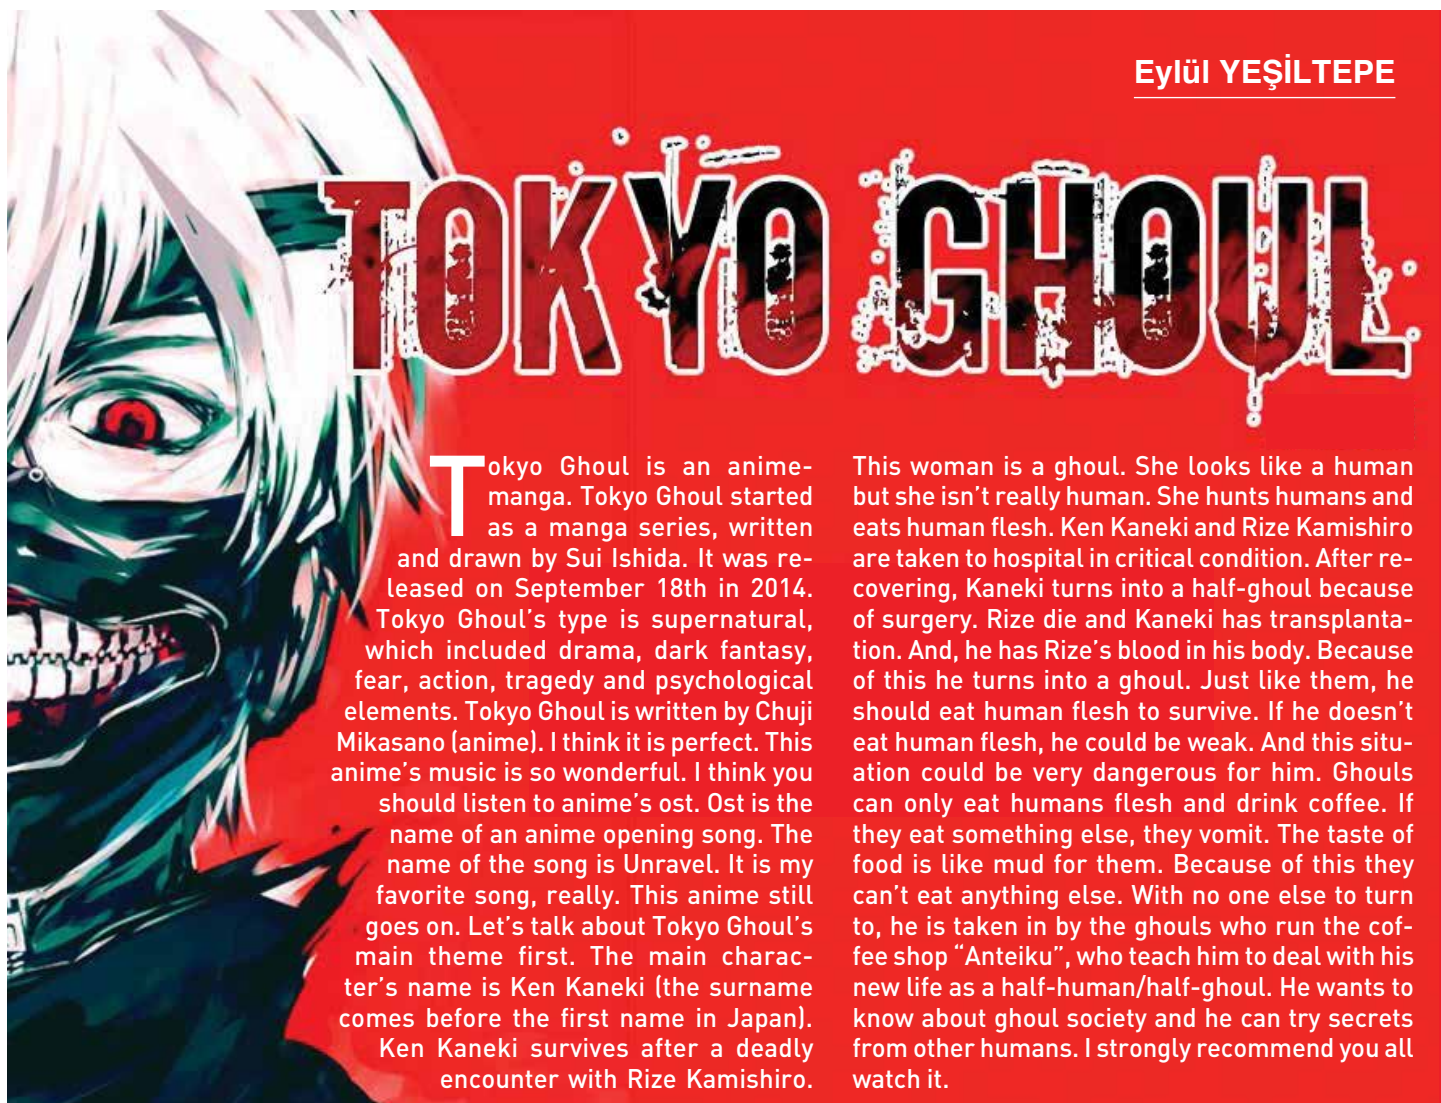 Eylül YEŞİLTEPE
TOKYO GHOUL
Tokyo Ghoul is an anime-
manga. Tokyo Ghoul started
as a manga series, written
and drawn by Sui Ishida. It was re-
leased on September 18th in 2014.
Tokyo Ghoul's type is supernatural,
which included drama, dark fantasy,
fear, action, tragedy and psychological
elements. Tokyo Ghoul is written by Chuji
Mikasano (anime). I think it is perfect. This
anime's music is so wonderful. I think you
should listen to anime's ost. Ost is the
name of an anime opening song. The
name of the song is Unravel. It is my
favorite song, really. This anime still
goes on. Let's talk about Tokyo Ghoul's
main theme first. The main charac-
ter's name is Ken Kaneki (the surname
comes before the first name in Japan).
Ken Kaneki survives after a deadly
encounter with Rize Kamishiro.
This woman is a ghoul. She looks like a human
but she isn't really human. She hunts humans and
eats human flesh. Ken Kaneki and Rize Kamishiro
are taken to hospital in critical condition. After re-
covering, Kaneki turns into a half-ghoul because
of surgery. Rize die and Kaneki has transplanta-
tion. And, he has Rize's blood in his body. Because
of this he turns into a ghoul. Just like them, he
should eat human flesh to survive. If he doesn't
eat human flesh, he could be weak. And this situ-
ation could be very dangerous for him. Ghouls
can only eat humans flesh and drink coffee. If
they eat something else, they vomit. The taste of
food is like mud for them. Because of this they
can't eat anything else. With no one else to turn
to, he is taken in by the ghouls who run the cof-
fee shop “Anteiku”, who teach him to deal with his
new life as a half-human/half-ghoul. He wants to
know about ghoul society and he can try secrets
from other humans. I strongly recommend you all
watch it.